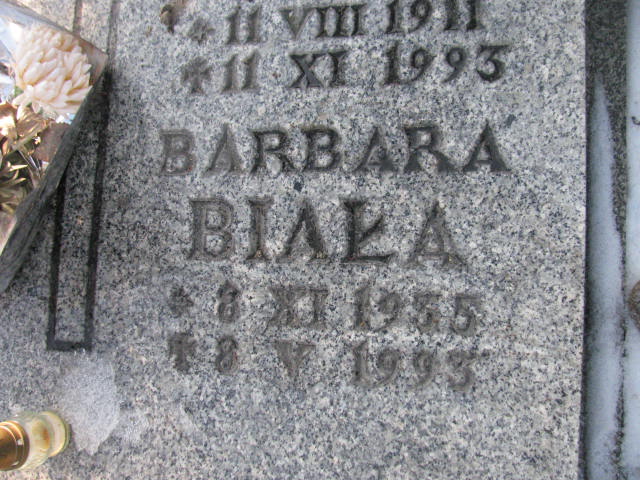 * 11 VIII 1911
† 11 XI 1993
BARBARA
BIAŁA
* 8 XI 1955
† 8 V 1993